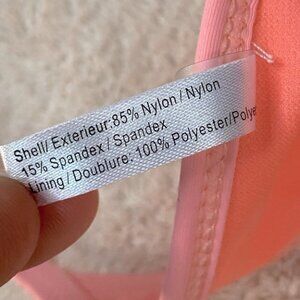 Shell/ Exterieur:85% Nylon / Nylon
15% Spandex / Spandex
Lining / Doublure: 100% Polyester/Polye